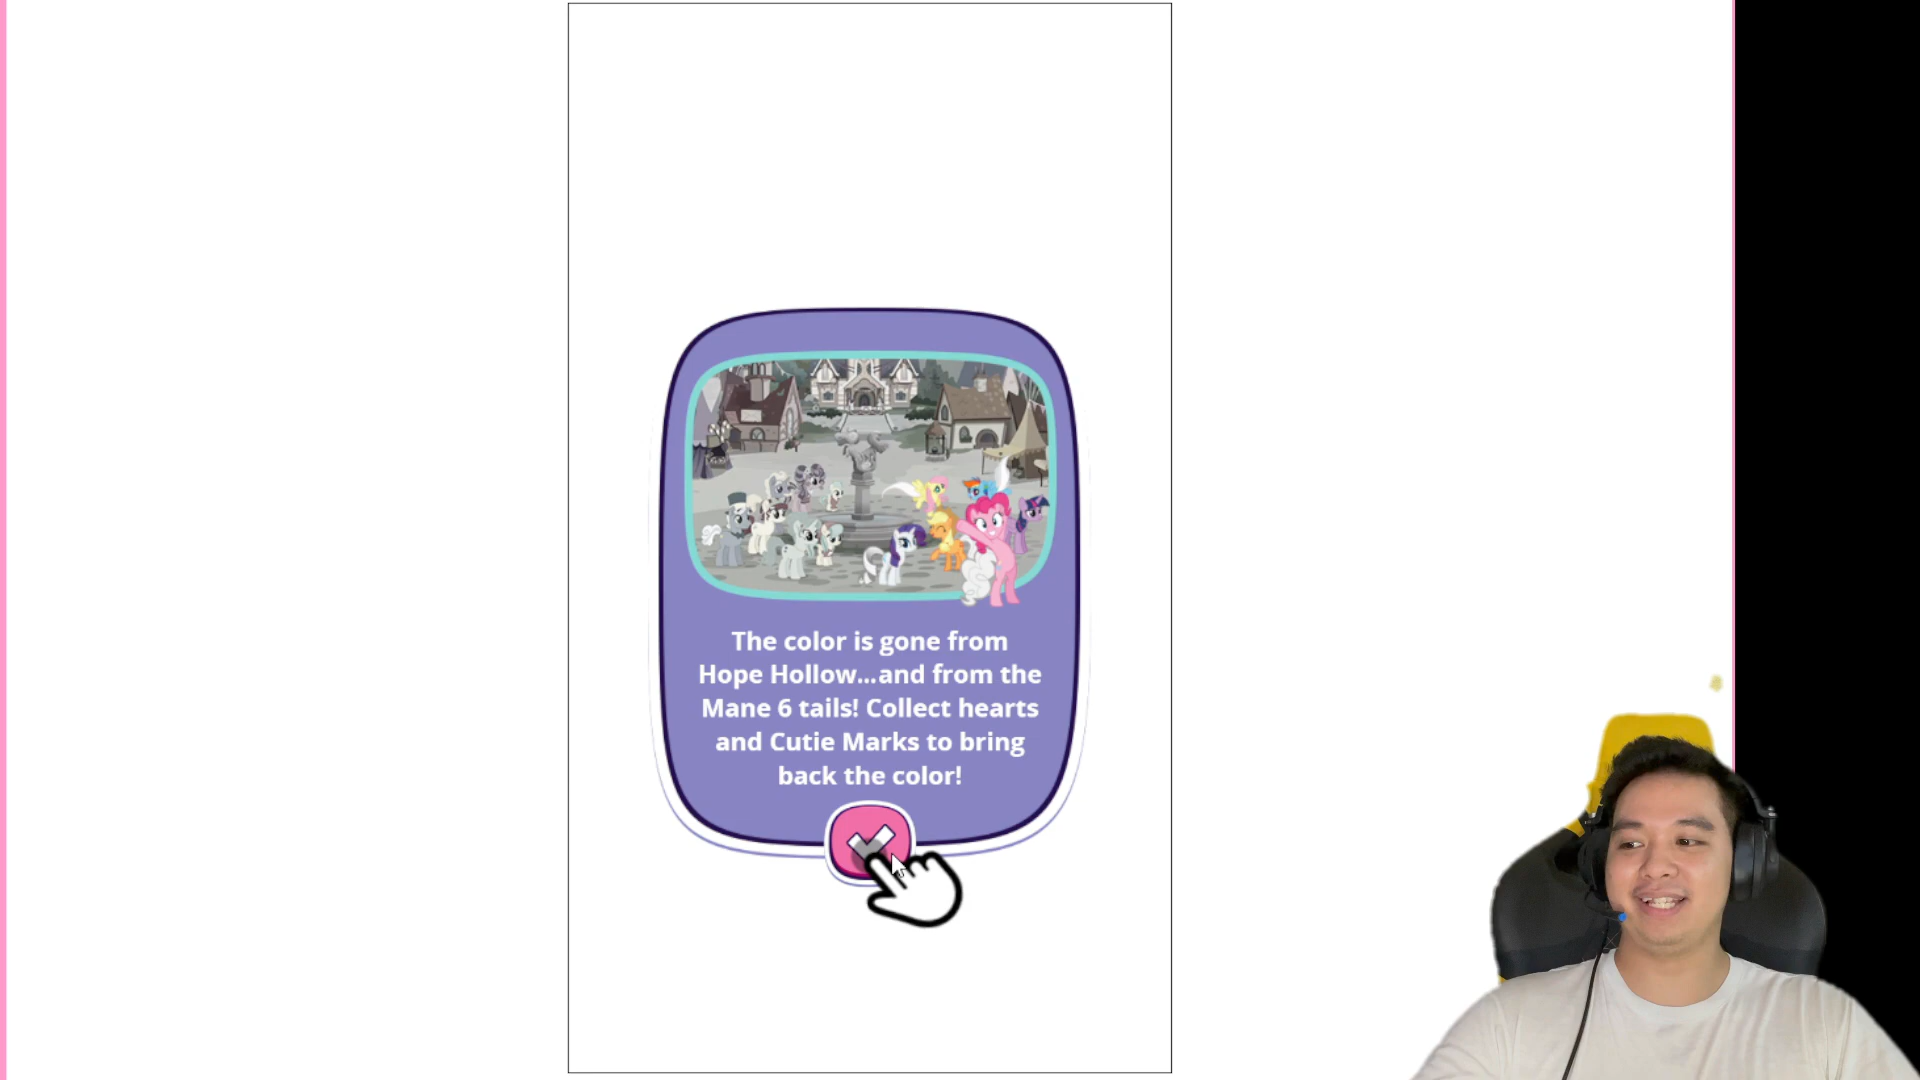 The color is gone from
Hope Hollow...and from the
Mane 6 tails! Collect hearts
and Cutie Marks to bring
back the color!